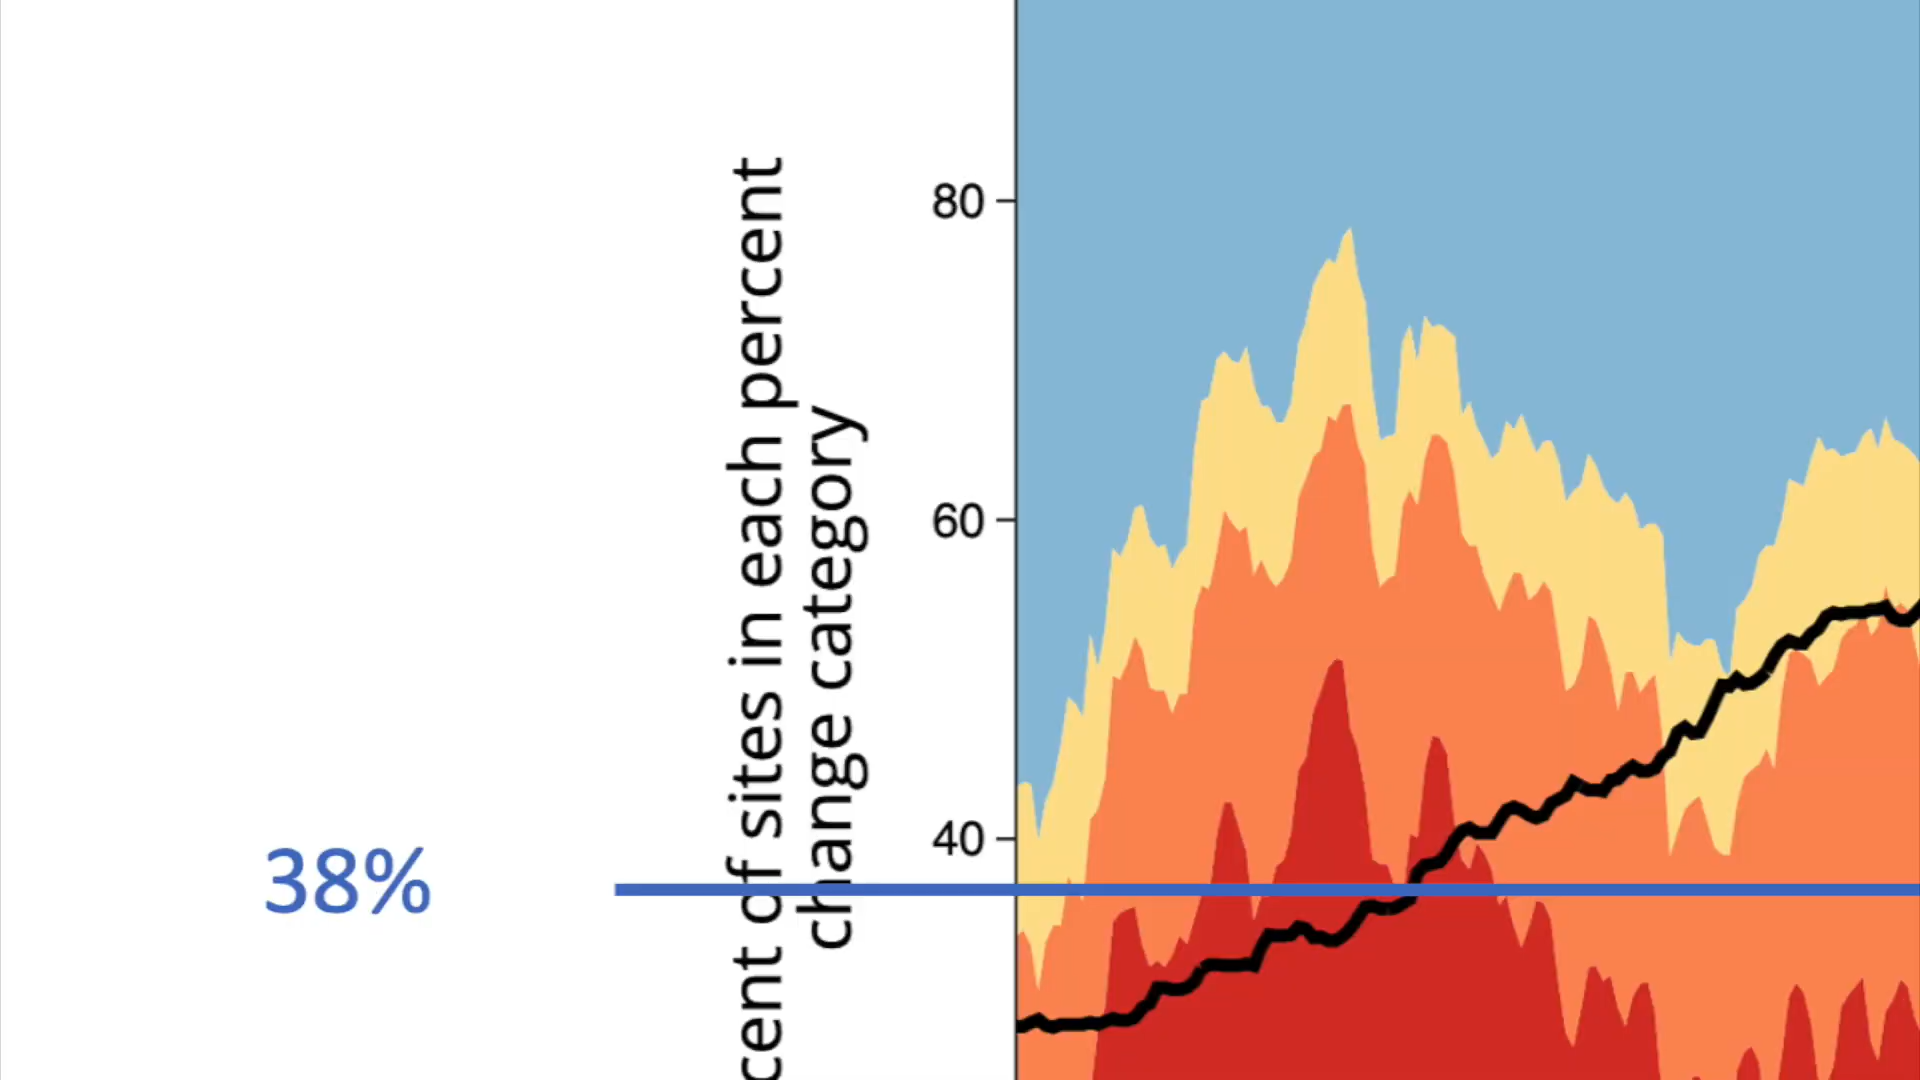 cent of sites in each percent
change category
80
60
40
38%